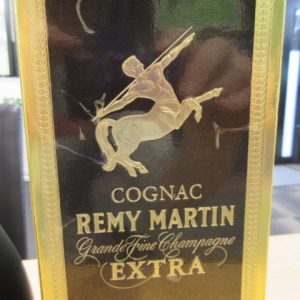 COGNAC
REMY MARTIN
Grande Fine Champagne
EXTRA